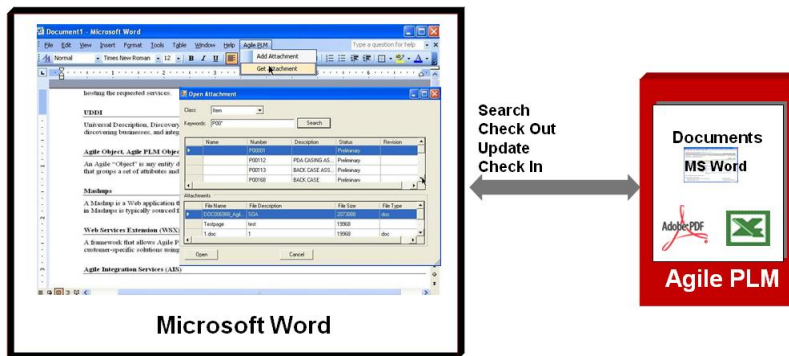 Document1 - Microsoft Word
File Edit View Insert Format Tools Table Window Help Agile PLM
Type a question for help
Normal Times New Roman 12 B I U
Add Attachment
Get Attachment
hosting the requested services.
UDDI
Universal Description, Discovery
discovering businesses, and integ
Agile Object, Agile PLM Objec
An Agile "Object" is any entity d
that groups a set of attributes and
Mashups
A Mashup is a Web application th
in Mashups is typically sourced f
Web Services Extension (WSX)
A framework that allows Agile P
customer-specific solutions using
Agile Integration Services (AIS)
Open Attachment
Class: Item
Keywords: P00*
Search
Name Number Description Status Revision
P00001 Preliminary
P00112 PDA CASING AS... Preliminary
P00113 BACK CASE ASS... Preliminary
P00168 BACK CASE Preliminary
Attachments
File Name File Description File Size File Type
SOA 2073088 doc
Testpage test 19968
1.doc 1 19968 doc
Open Cancel
Microsoft Word
Search
Check Out
Update
Check In
Documents
MS Word
Adobe PDF
Agile PLM